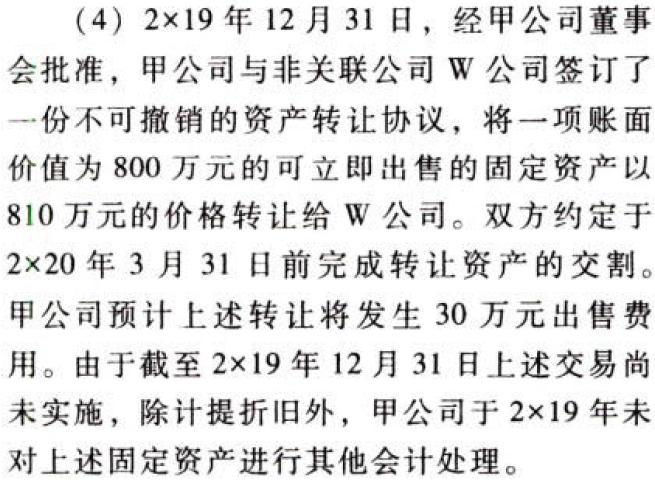 （4）2×19 年 12 月 31 日，经甲公司董事
会批准，甲公司与非关联公司 W 公司签订了
一份不可撤销的资产转让协议，将一项账面
价值为 800 万元的可立即出售的固定资产以
810 万元的价格转让给 W 公司。双方约定于
2×20 年 3 月 31 日前完成转让资产的交割。
甲公司预计上述转让将发生 30 万元出售费
用。由于截至 2×19 年 12 月 31 日上述交易尚
未实施，除计提折旧外，甲公司于 2×19 年未
对上述固定资产进行其他会计处理。